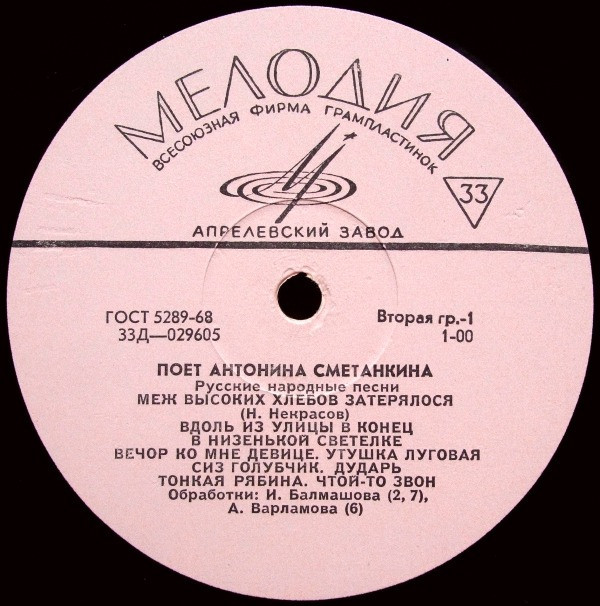 МЕЛОДИЯ
ВСЕСОЮЗНАЯ ФИРМА ГРАМПЛАСТИНОК
33
АПРЕЛЕВСКИЙ ЗАВОД
ГОСТ 5289-68
33Д—029605
Вторая гр.-1
1-00
ПОЕТ АНТОНИНА СМЕТАНКИНА
Русские народные песни
МЕЖ ВЫСОКИХ ХЛЕБОВ ЗАТЕРЯЛОСЯ
(Н. Некрасов)
ВДОЛЬ ИЗ УЛИЦЫ В КОНЕЦ
В НИЗЕНЬКОЙ СВЕТЕЛКЕ
ВЕЧОР КО МНЕ ДЕВИЦЕ. УТУШКА ЛУГОВАЯ
СИЗ ГОЛУБЧИК. ДУДАРЬ
ТОНКАЯ РЯБИНА. ЧТОЙ-ТО ЗВОН
Обработки: И. Балмашова (2, 7),
А. Варламова (6)